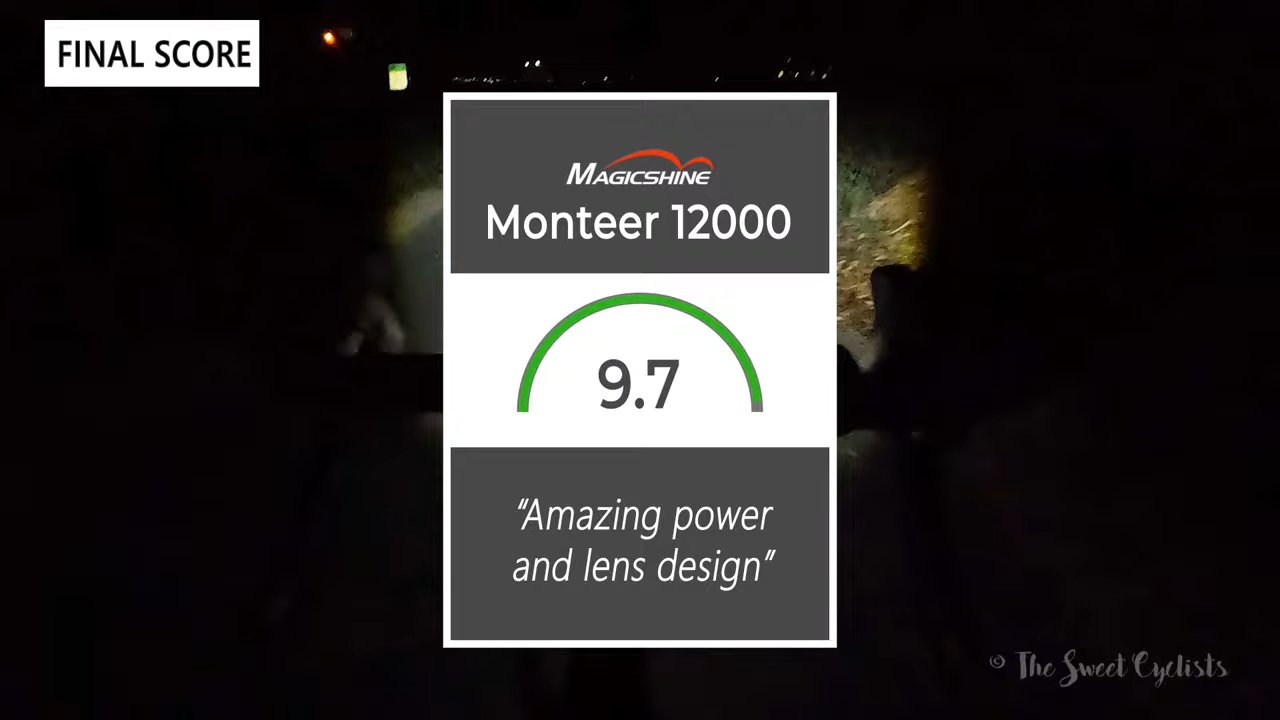 FINAL SCORE
MAGICSHINE
Monteer 12000
9.7
“Amazing power
and lens design”
© The Sweet Cyclists